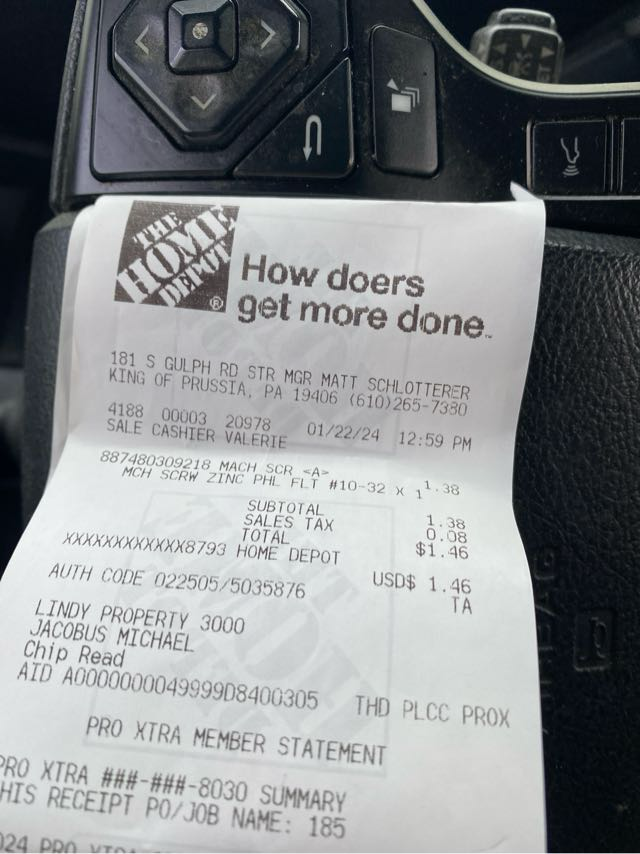 THE
HOME
DEPOT®
How doers
get more done™
181 S GULPH RD STR MGR MATT SCHLOTTERER
KING OF PRUSSIA, PA 19406 (610)265-7380
4188 00003 20978 01/22/24 12:59 PM
SALE CASHIER VALERIE
887480309218 MACH SCR <A> 1.38
MCH SCRW ZINC PHL FLT #10-32 X 1
SUBTOTAL 1.38
SALES TAX 0.08
TOTAL $1.46
XXXXXXXXXXXX8793 HOME DEPOT
USD$ 1.46
AUTH CODE 022505/5035876 TA
LINDY PROPERTY 3000
JACOBUS MICHAEL
Chip Read
AID A0000000049999D8400305 THD PLCC PROX
PRO XTRA MEMBER STATEMENT
PRO XTRA ###-###-8030 SUMMARY
THIS RECEIPT PO/JOB NAME: 185